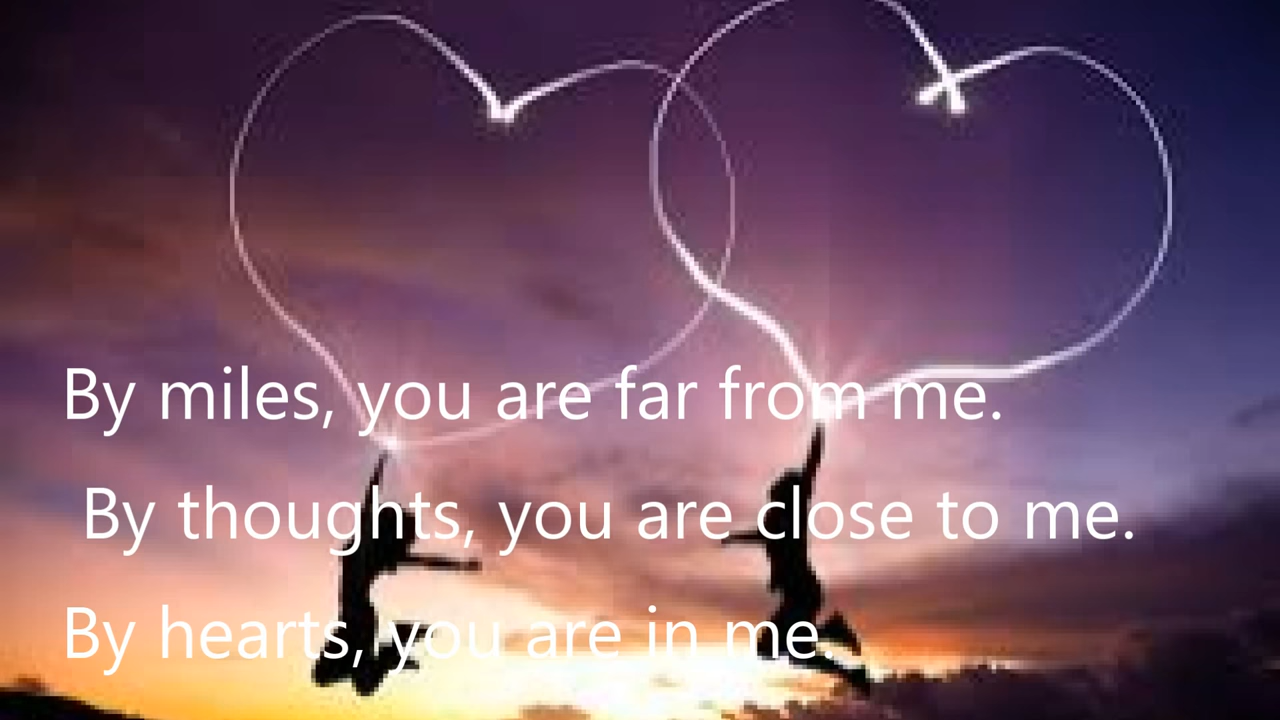 By miles, you are far from me.
By thoughts, you are close to me.
By hearts, you are in me.